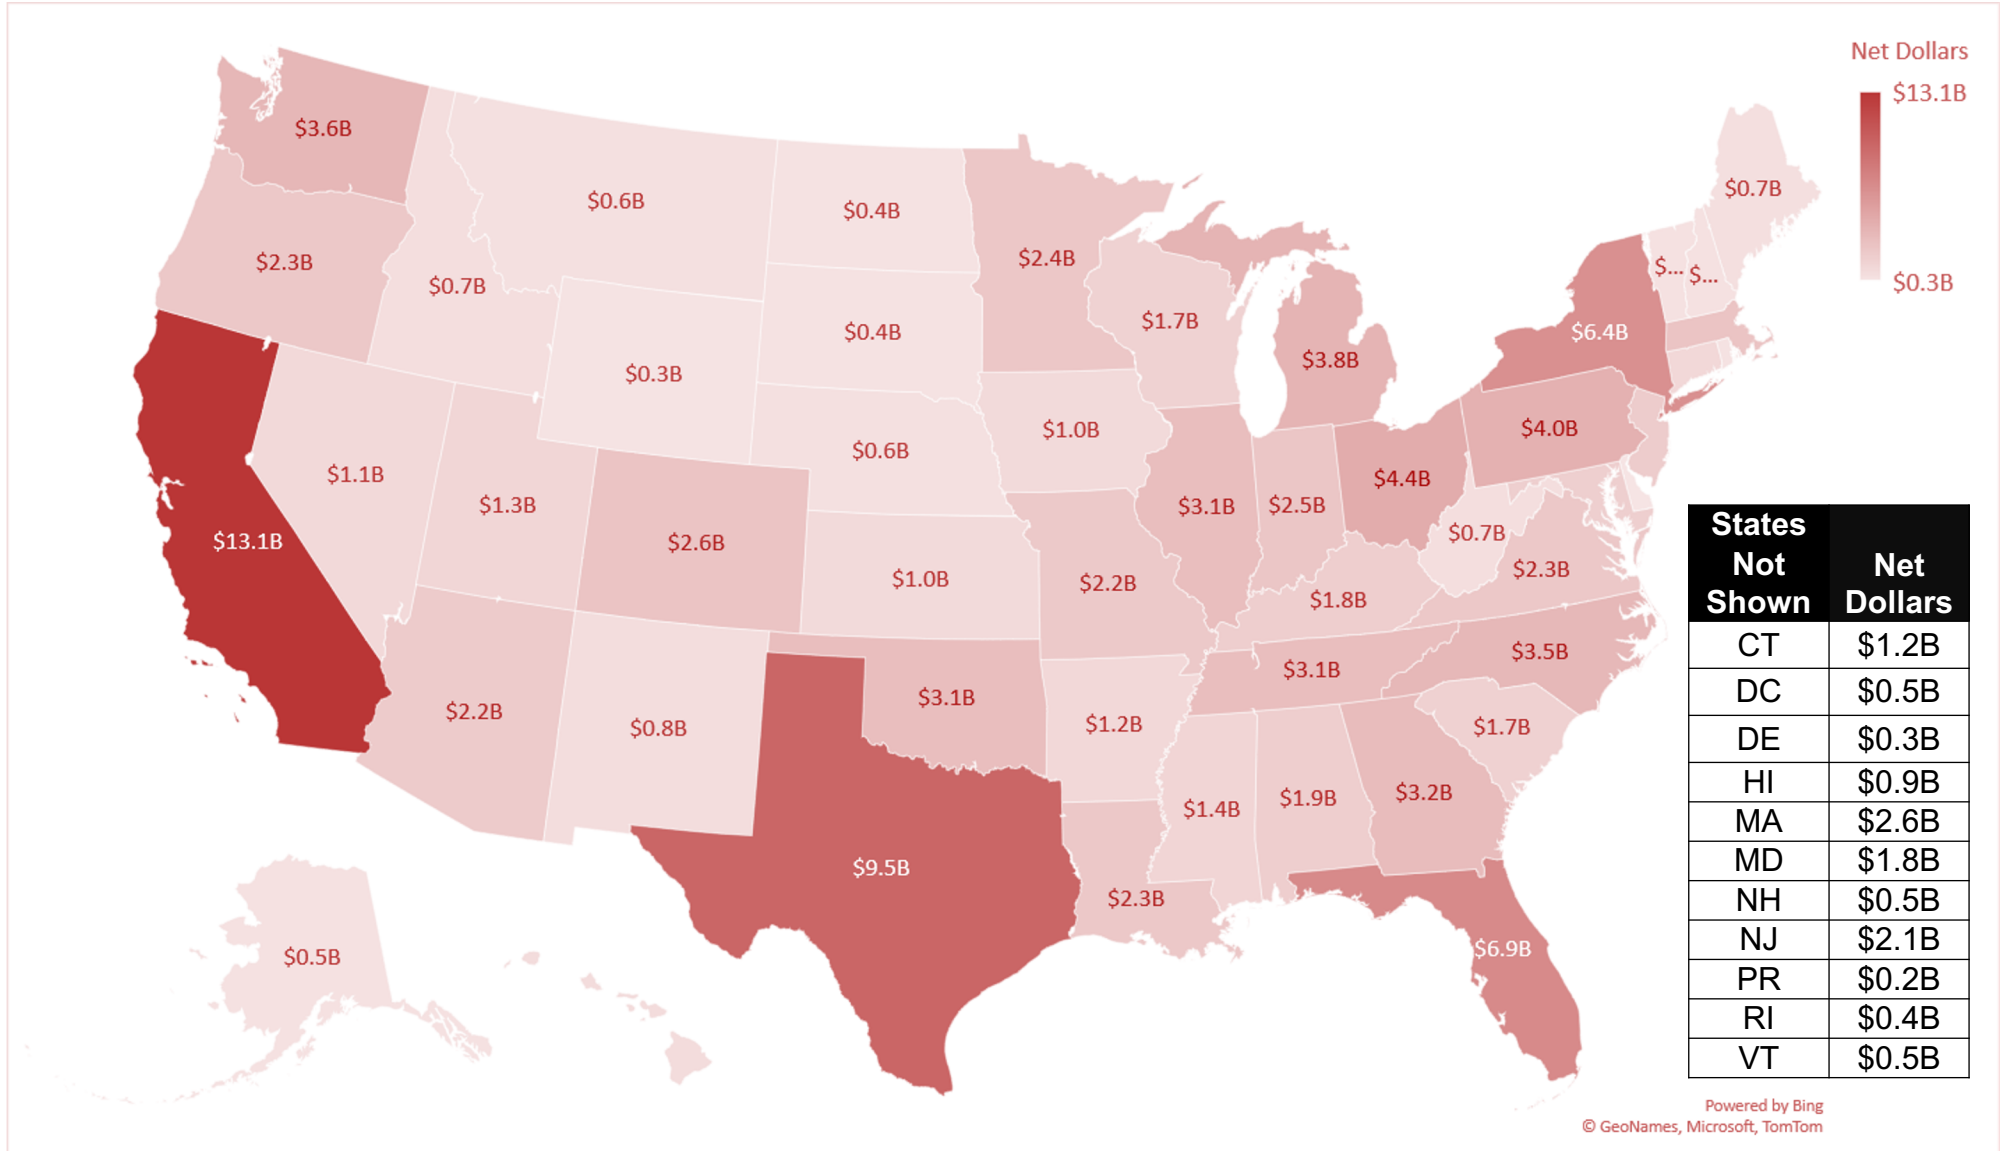 Net Dollars
$13.1B
$0.3B
$3.6B
$2.3B
$0.7B
$0.6B
$0.4B
$0.4B
$0.3B
$0.6B
$2.4B
$1.7B
$3.8B
$0.7B
$...
$...
$6.4B
$4.0B
$4.4B
$1.0B
$3.1B
$2.5B
$0.7B
$2.3B
$13.1B
$1.1B
$1.3B
$2.6B
$1.0B
$2.2B
$1.8B
$3.5B
$3.1B
$2.2B
$0.8B
$3.1B
$1.2B
$1.7B
$1.4B
$1.9B
$3.2B
$9.5B
$2.3B
$6.9B
$0.5B
States Not Shown Net Dollars
CT $1.2B
DC $0.5B
DE $0.3B
HI $0.9B
MA $2.6B
MD $1.8B
NH $0.5B
NJ $2.1B
PR $0.2B
RI $0.4B
VT $0.5B
Powered by Bing
© GeoNames, Microsoft, TomTom